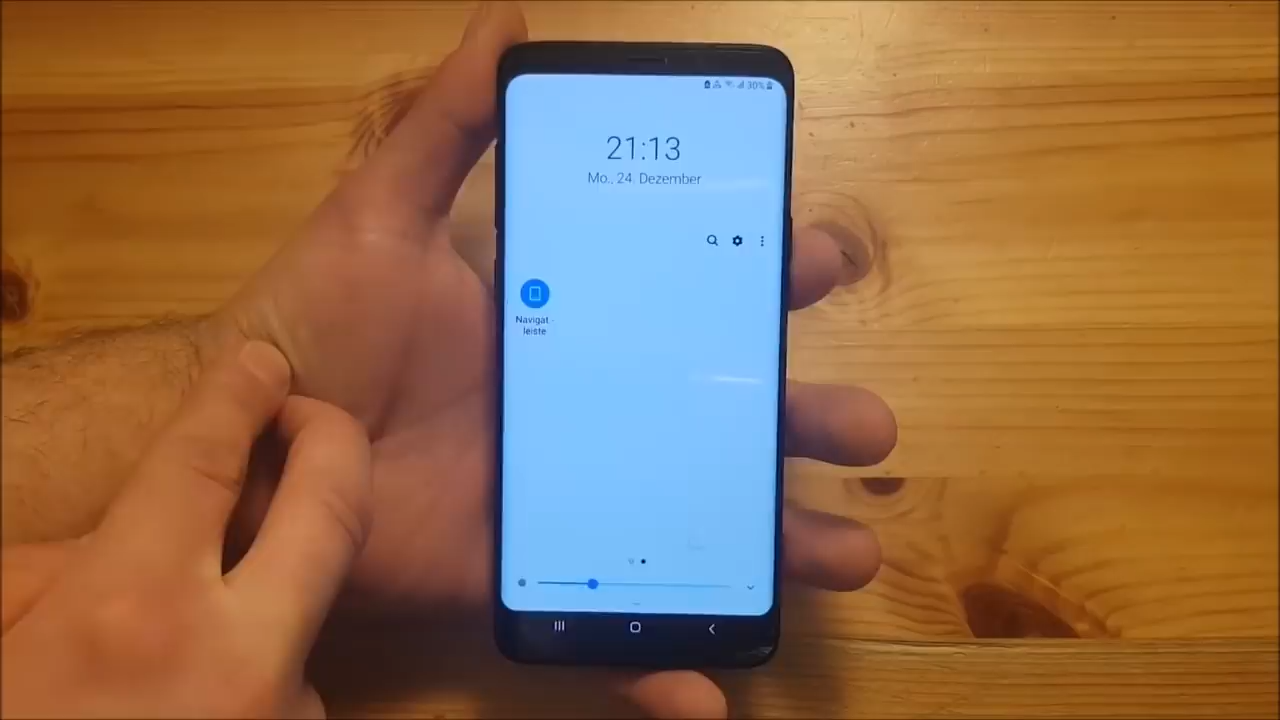 30%
21:13
Mo., 24. Dezember
Navigat.-
leiste